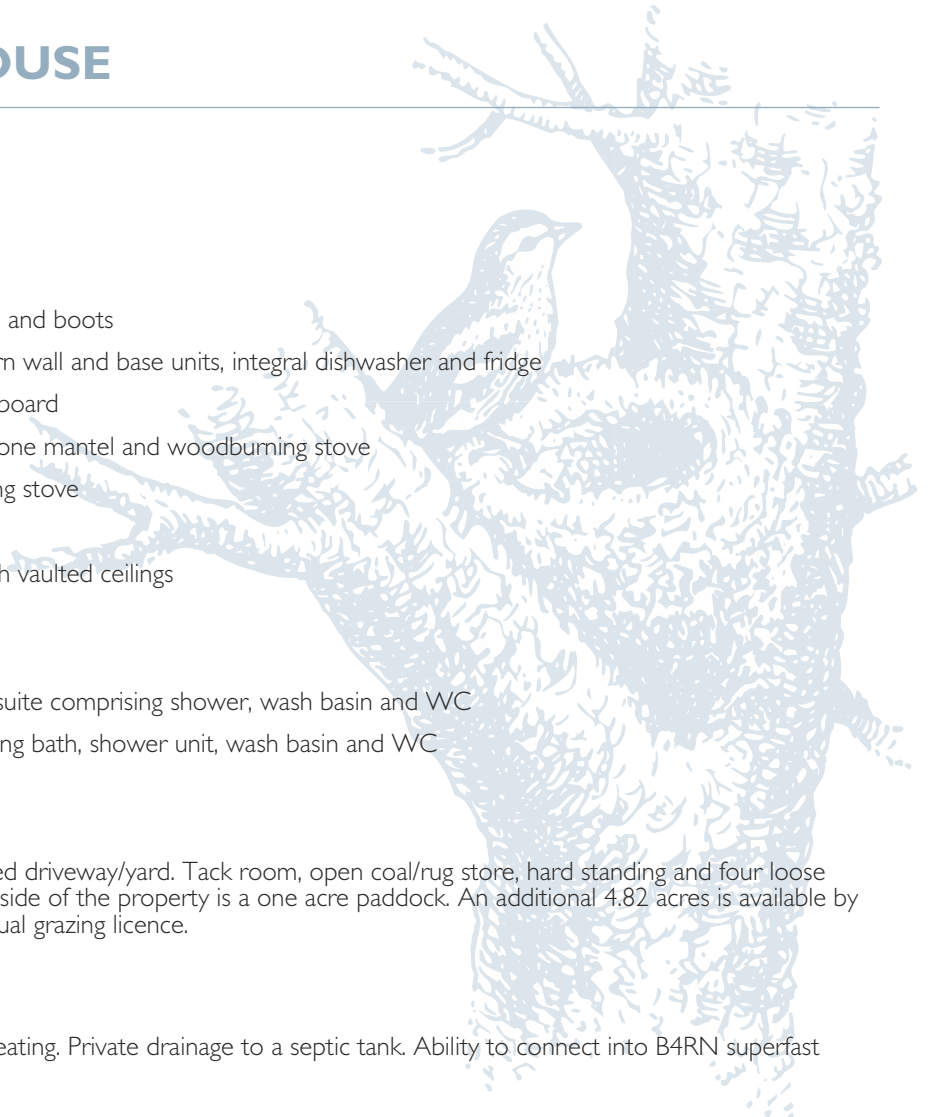 OUSE
and boots
rn wall and base units, integral dishwasher and fridge
board
one mantel and woodburning stove
ng stove
h vaulted ceilings
suite comprising shower, wash basin and WC
ng bath, shower unit, wash basin and WC
ed driveway/yard. Tack room, open coal/rug store, hard standing and four loose
side of the property is a one acre paddock. An additional 4.82 acres is available by
ual grazing licence.
eating. Private drainage to a septic tank. Ability to connect into B4RN superfast